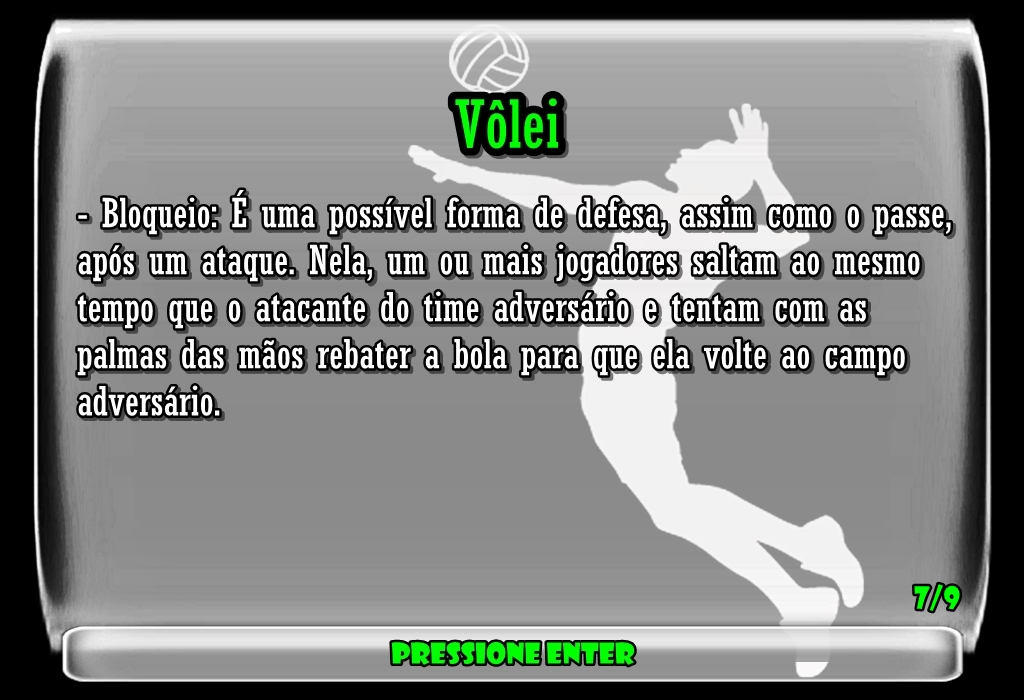 Vôlei
- Bloqueio: É uma possível forma de defesa, assim como o passe,
após um ataque. Nela, um ou mais jogadores saltam ao mesmo
tempo que o atacante do time adversário e tentam com as
palmas das mãos rebater a bola para que ela volte ao campo
adversário.
7/9
PRESSIONE ENTER